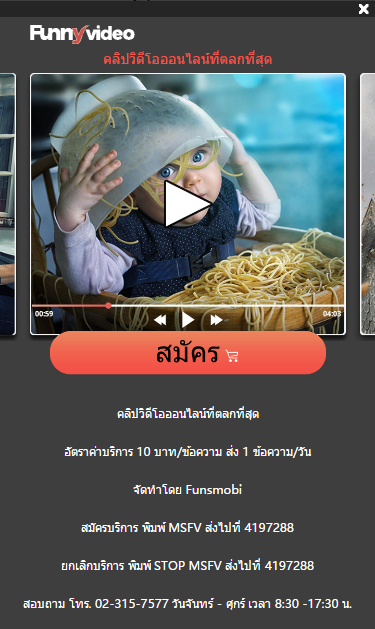 Funnyvideo
คลิปวิดีโอออนไลน์ที่ตลกที่สุด
00:59
04:03
สมัคร
คลิปวิดีโอออนไลน์ที่ตลกที่สุด
อัตราค่าบริการ 10 บาท/ข้อความ ส่ง 1 ข้อความ/วัน
จัดทำโดย Funsmobi
สมัครบริการ พิมพ์ MSFV ส่งไปที่ 4197288
ยกเลิกบริการ พิมพ์ STOP MSFV ส่งไปที่ 4197288
สอบถาม โทร. 02-315-7577 วันจันทร์ - ศุกร์ เวลา 8:30 -17:30 น.